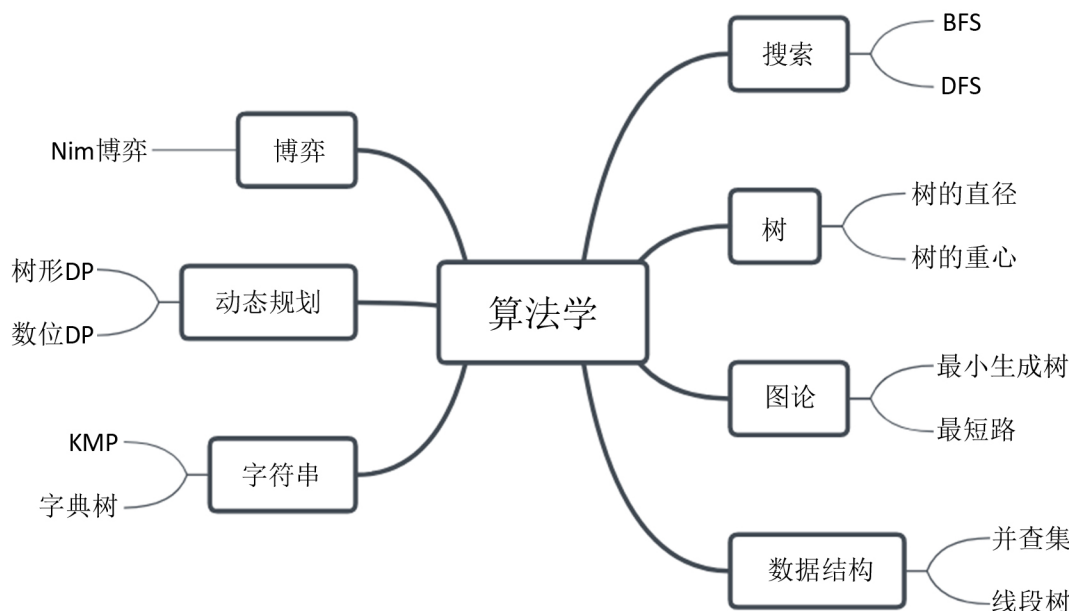 算法学
搜索
BFS
DFS
树
树的直径
树的重心
图论
最小生成树
最短路
数据结构
并查集
线段树
博弈
Nim博弈
动态规划
树形DP
数位DP
字符串
KMP
字典树